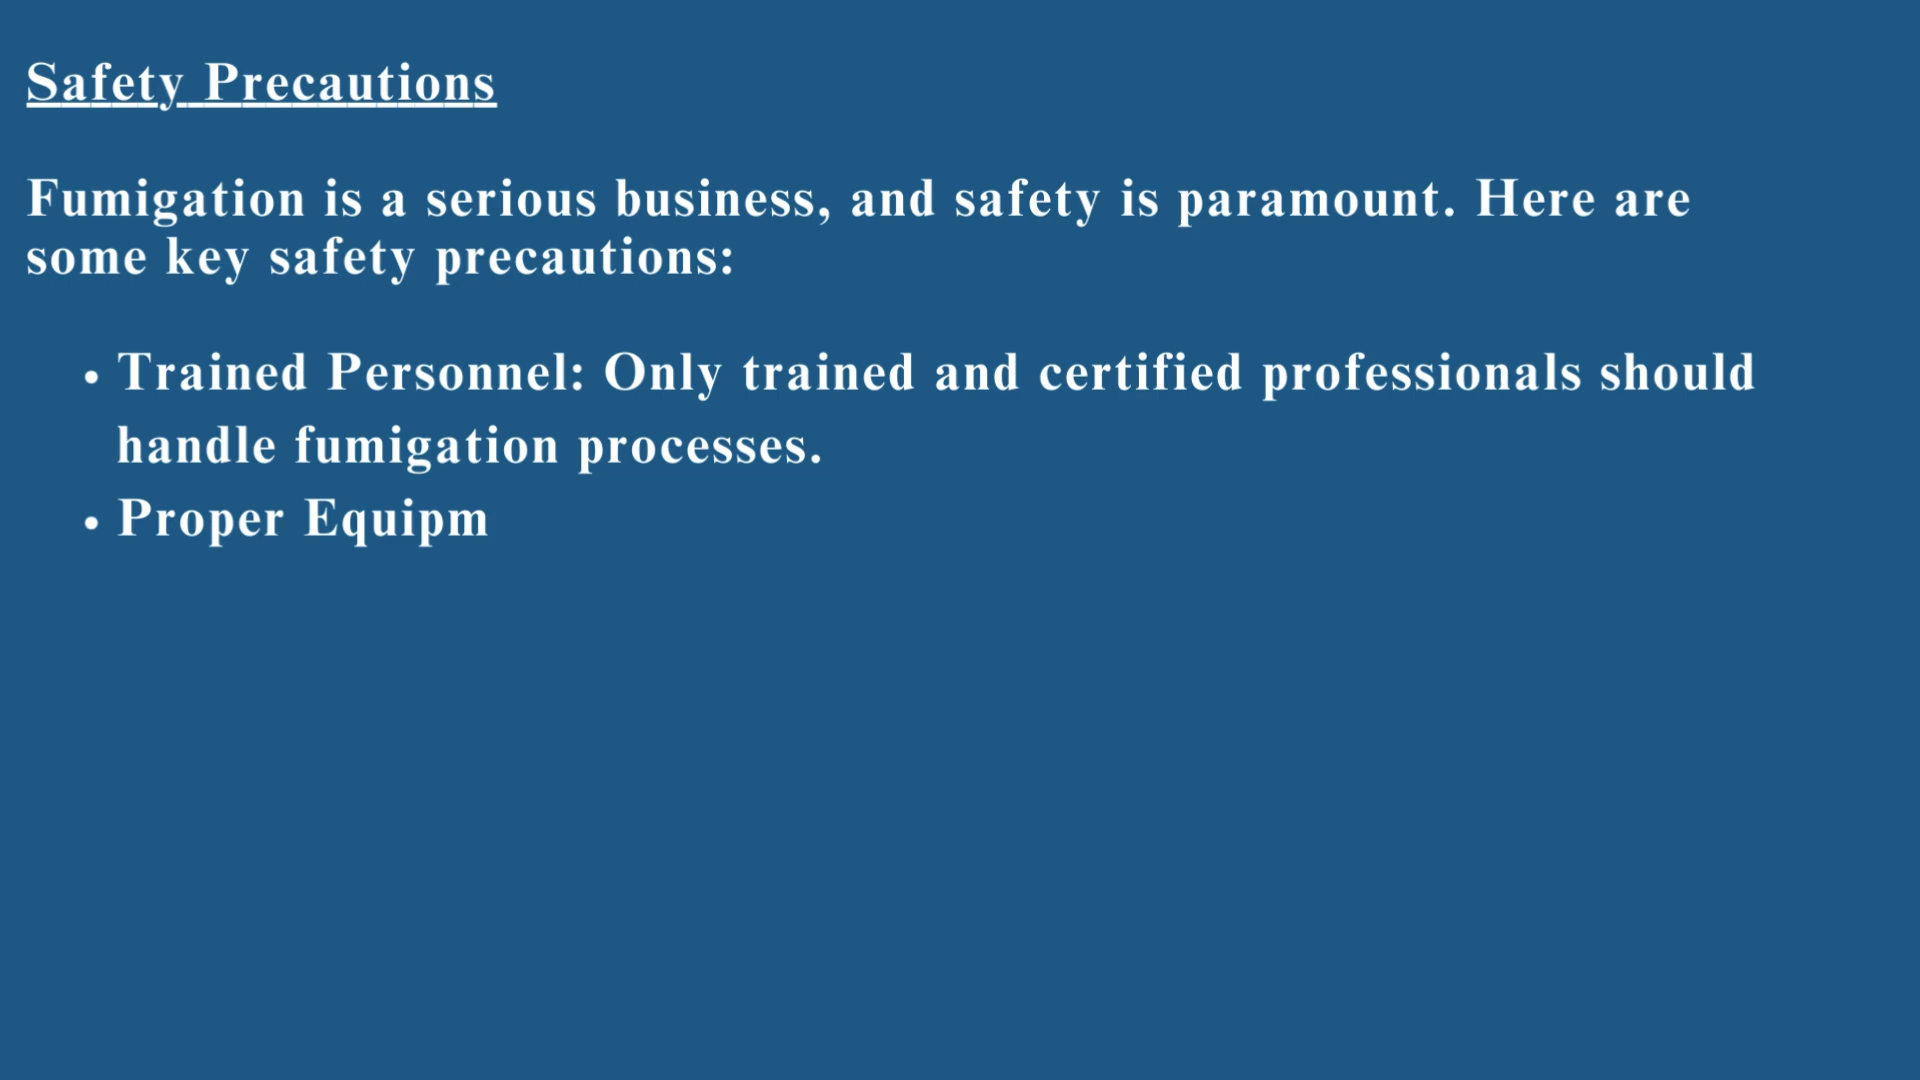 Safety Precautions
Fumigation is a serious business, and safety is paramount. Here are
some key safety precautions:
• Trained Personnel: Only trained and certified professionals should
handle fumigation processes.
• Proper Equipm